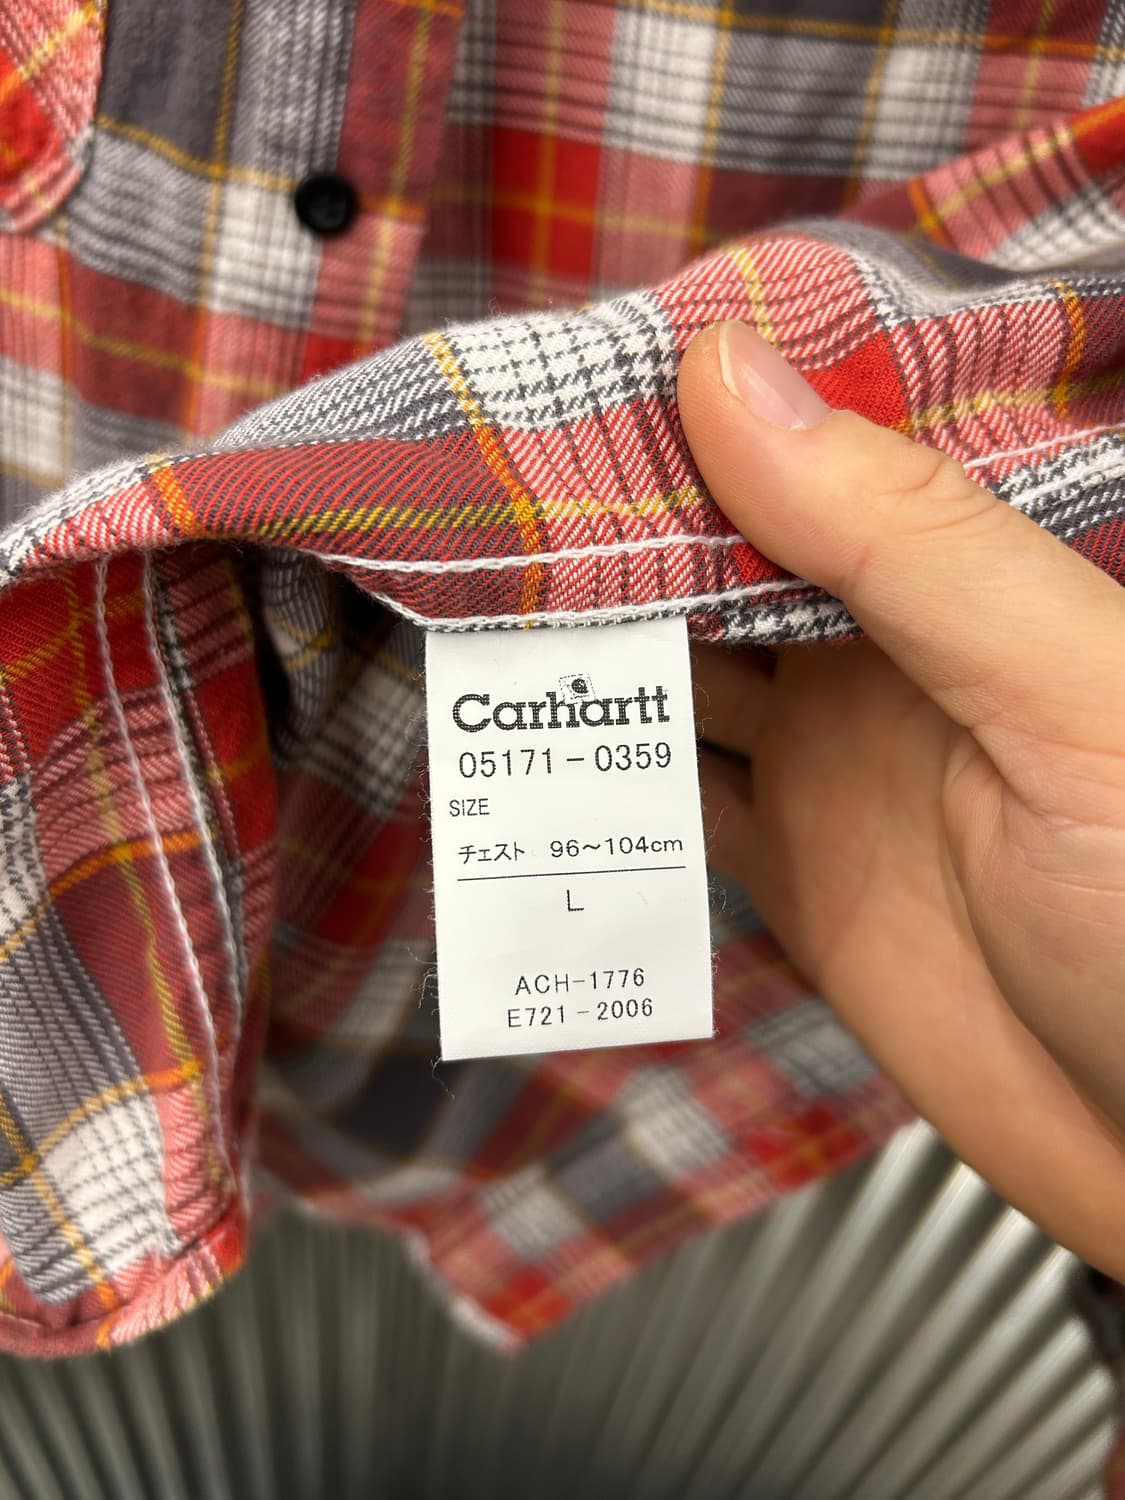 Carhartt
05171-0359
SIZE
チェスト 96~104cm
L
ACH-1776
E721-2006